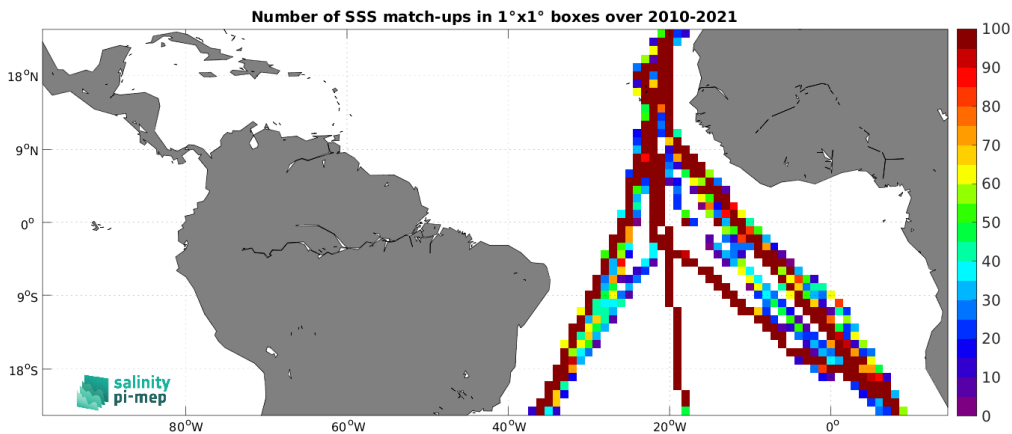 Number of SSS match-ups in 1°x1° boxes over 2010-2021
100
90
80
70
60
50
40
30
20
10
0
18°N
9°N
0°
9°S
18°S
80°W
60°W
40°W
20°W
0°
salinity
pi-mep